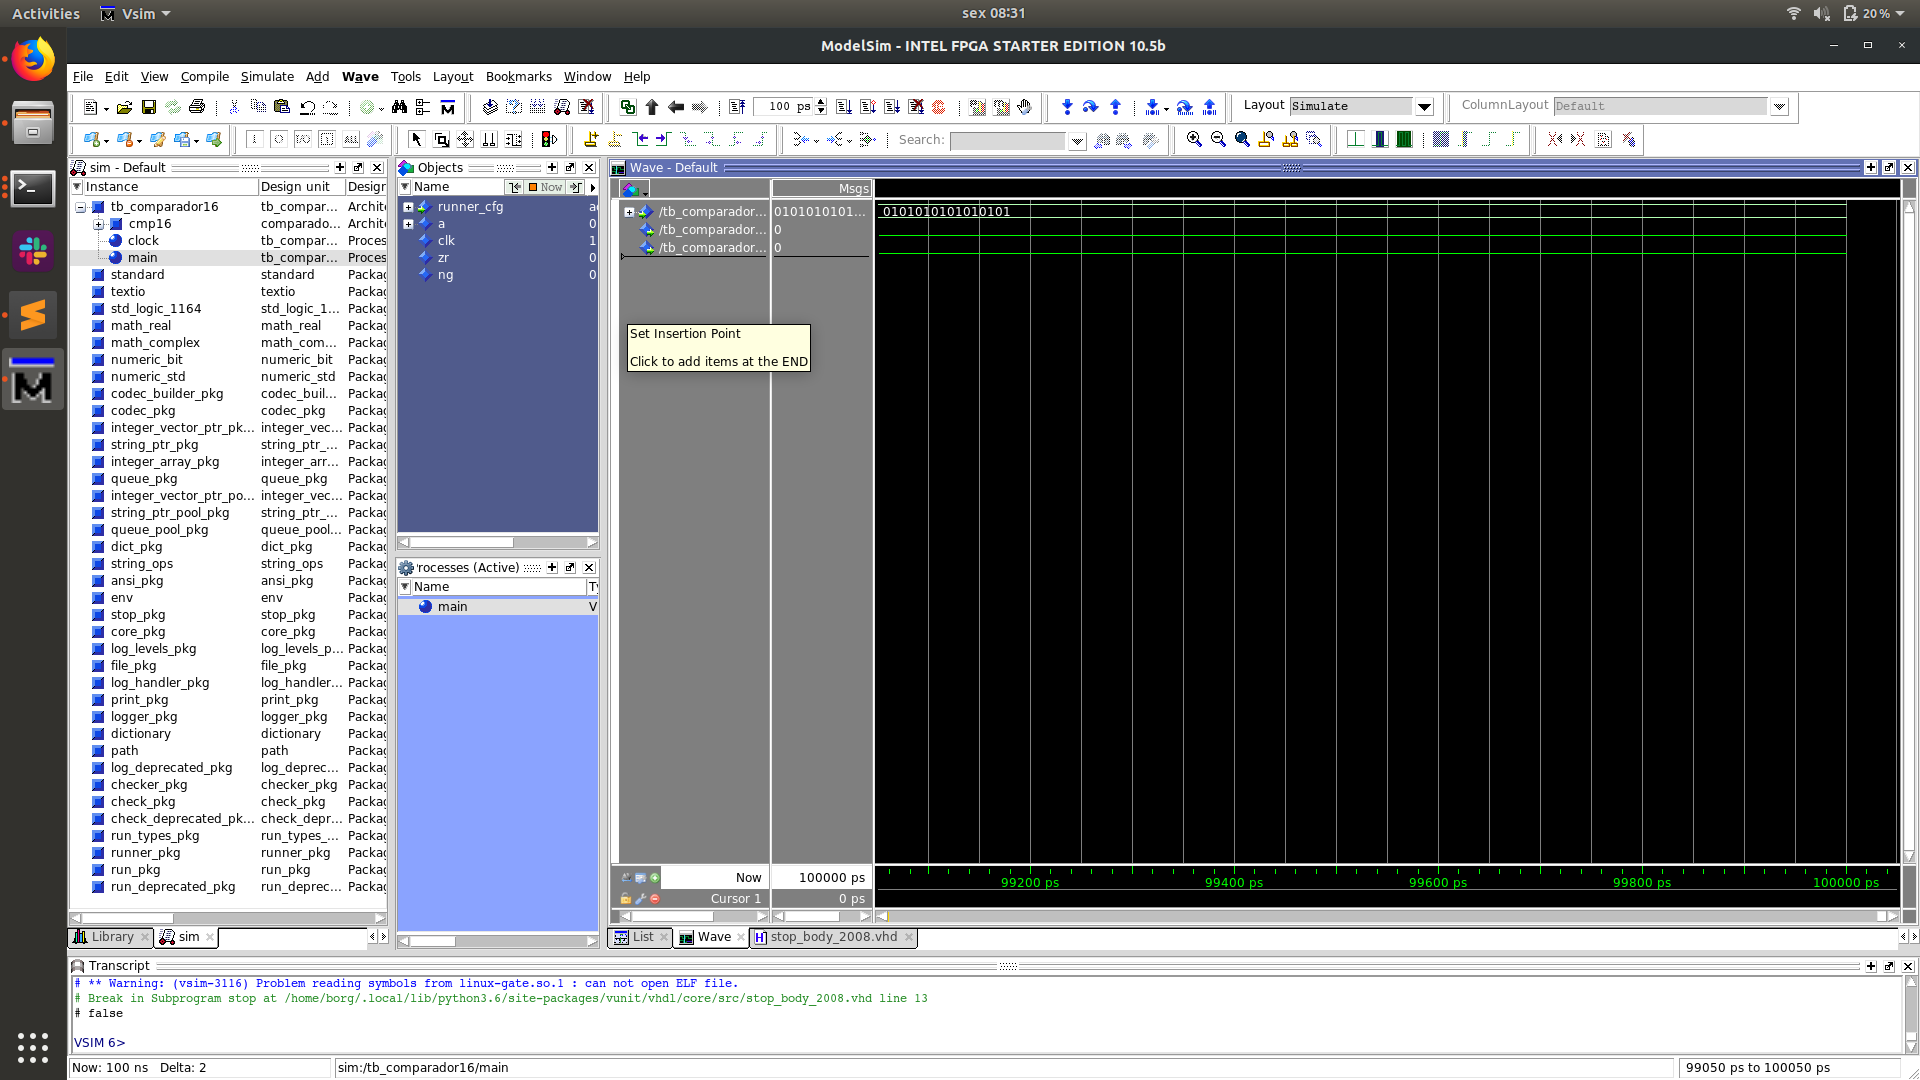 Activities Vsim sex 08:31 20%
ModelSim - INTEL FPGA STARTER EDITION 10.5b
File Edit View Compile Simulate Add Wave Tools Layout Bookmarks Window Help
100 ps Layout Simulate ColumnLayout Default
Search:
sim - Default
Instance Design unit Design
tb_comparador16 tb_compar... Archite
cmp16 comparado... Archite
clock tb_compar... Proces
main tb_compar... Proces
standard standard Packag
textio textio Packag
std_logic_1164 std_logic_1... Packag
math_real math_real Packag
math_complex math_com... Packag
numeric_bit numeric_bit Packag
numeric_std numeric_std Packag
codec_builder_pkg codec_buil... Packag
codec_pkg codec_pkg Packag
integer_vector_ptr_pk... integer_vec... Packag
string_ptr_pkg string_ptr_... Packag
integer_array_pkg integer_arr... Packag
queue_pkg queue_pkg Packag
integer_vector_ptr_po... integer_vec... Packag
string_ptr_pool_pkg string_ptr_... Packag
queue_pool_pkg queue_pool... Packag
dict_pkg dict_pkg Packag
string_ops string_ops Packag
ansi_pkg ansi_pkg Packag
env env Packag
stop_pkg stop_pkg Packag
core_pkg core_pkg Packag
log_levels_pkg log_levels_p... Packag
file_pkg file_pkg Packag
log_handler_pkg log_handler... Packag
print_pkg print_pkg Packag
logger_pkg logger_pkg Packag
dictionary dictionary Packag
path path Packag
log_deprecated_pkg log_deprec... Packag
checker_pkg checker_pkg Packag
check_pkg check_pkg Packag
check_deprecated_pk... check_depr... Packag
run_types_pkg run_types_... Packag
runner_pkg runner_pkg Packag
run_pkg run_pkg Packag
run_deprecated_pkg run_deprec... Packag
Library sim
Objects
Name Now
runner_cfg
a 0
clk 1
zr 0
ng 0
rocesses (Active)
Name Ty
main V
Wave - Default
Msgs
/tb_comparador... 0101010101... 0101010101010101
/tb_comparador... 0
/tb_comparador... 0
Set Insertion Point
Click to add items at the END
Now 100000 ps 99200 ps 99400 ps 99600 ps 99800 ps 100000 ps
Cursor 1 0 ps
List Wave stop_body_2008.vhd
Transcript
# ** Warning: (vsim-3116) Problem reading symbols from linux-gate.so.1 : can not open ELF file.
# Break in Subprogram stop at /home/borg/.local/lib/python3.6/site-packages/vunit/vhdl/core/src/stop_body_2008.vhd line 13
# false
VSIM 6>
Now: 100 ns Delta: 2 sim:/tb_comparador16/main 99050 ps to 100050 ps